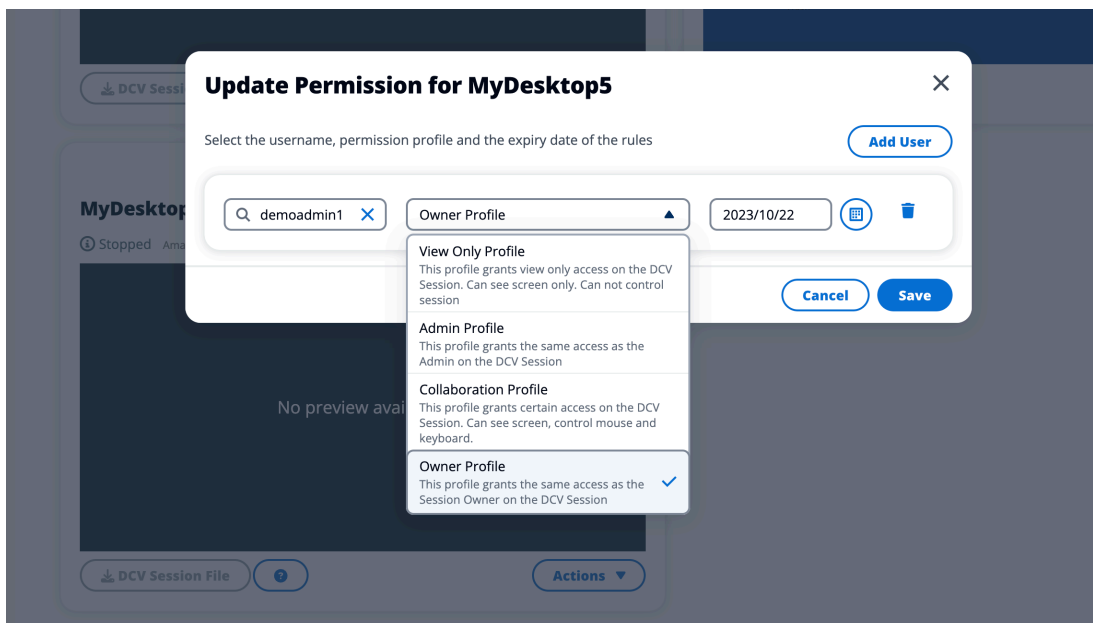 DCV Sessi
Update Permission for MyDesktop5
Select the username, permission profile and the expiry date of the rules
Add User
MyDesktop
Stopped Ama
demoadmin1
Owner Profile
2023/10/22
View Only Profile
This profile grants view only access on the DCV
Session. Can see screen only. Can not control
session
Admin Profile
This profile grants the same access as the
Admin on the DCV Session
Collaboration Profile
This profile grants certain access on the DCV
Session. Can see screen, control mouse and
keyboard.
Owner Profile
This profile grants the same access as the
Session Owner on the DCV Session
Cancel
Save
No preview avai
DCV Session File
?
Actions